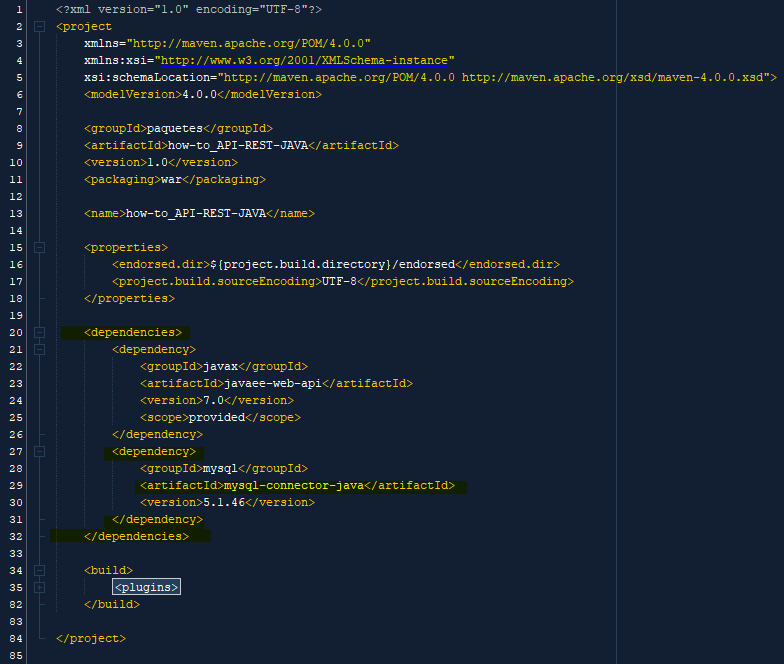 1 <?xml version="1.0" encoding="UTF-8"?>
2 <project
3 xmlns="http://maven.apache.org/POM/4.0.0"
4 xmlns:xsi="http://www.w3.org/2001/XMLSchema-instance"
5 xsi:schemaLocation="http://maven.apache.org/POM/4.0.0 http://maven.apache.org/xsd/maven-4.0.0.xsd">
6 <modelVersion>4.0.0</modelVersion>
7
8 <groupId>paquetes</groupId>
9 <artifactId>how-to_API-REST-JAVA</artifactId>
10 <version>1.0</version>
11 <packaging>war</packaging>
12
13 <name>how-to_API-REST-JAVA</name>
14
15 <properties>
16 <endorsed.dir>${project.build.directory}/endorsed</endorsed.dir>
17 <project.build.sourceEncoding>UTF-8</project.build.sourceEncoding>
18 </properties>
19
20 <dependencies>
21 <dependency>
22 <groupId>javax</groupId>
23 <artifactId>javaee-web-api</artifactId>
24 <version>7.0</version>
25 <scope>provided</scope>
26 </dependency>
27 <dependency>
28 <groupId>mysql</groupId>
29 <artifactId>mysql-connector-java</artifactId>
30 <version>5.1.46</version>
31 </dependency>
32 </dependencies>
33
34 <build>
35 <plugins>
82 </build>
83
84 </project>
85